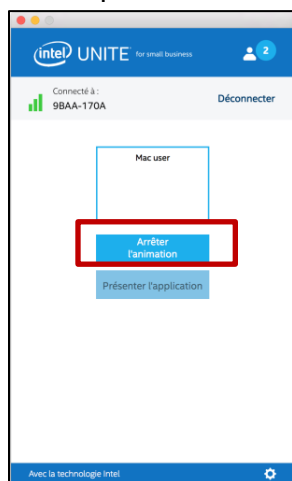 intel UNITE for small business
2
Connecté à :
9BAA-170A
Déconnecter
Mac user
Arrêter
l'animation
Présenter l'application
Avec la technologie Intel